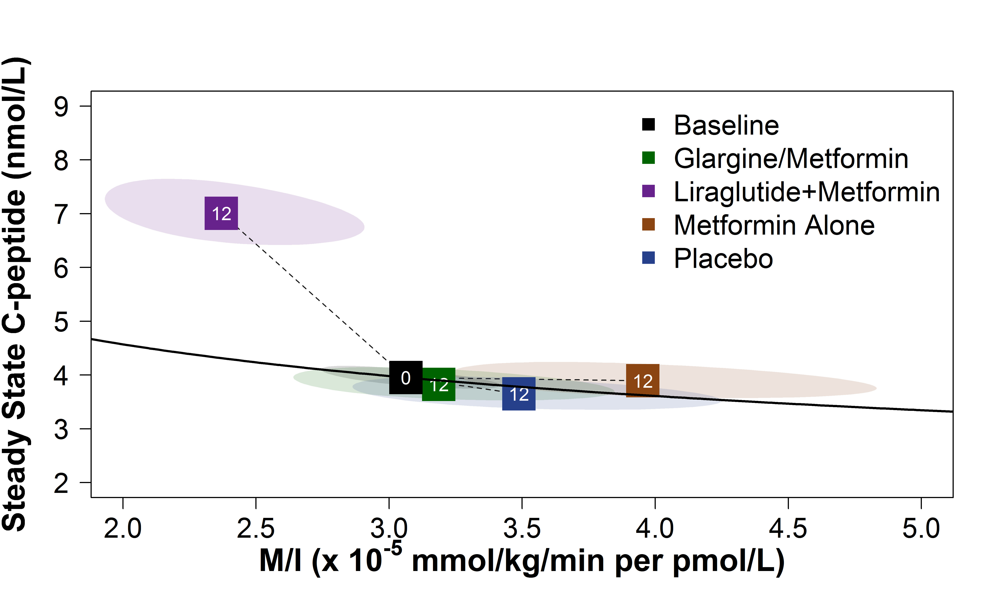 Steady State C-peptide (nmol/L)
9
8
7
6
5
4
3
2
Baseline
Glargine/Metformin
Liraglutide+Metformin
Metformin Alone
Placebo
12
0
12
12
12
2.0 2.5 3.0 3.5 4.0 4.5 5.0
M/I (x 10⁻⁵ mmol/kg/min per pmol/L)